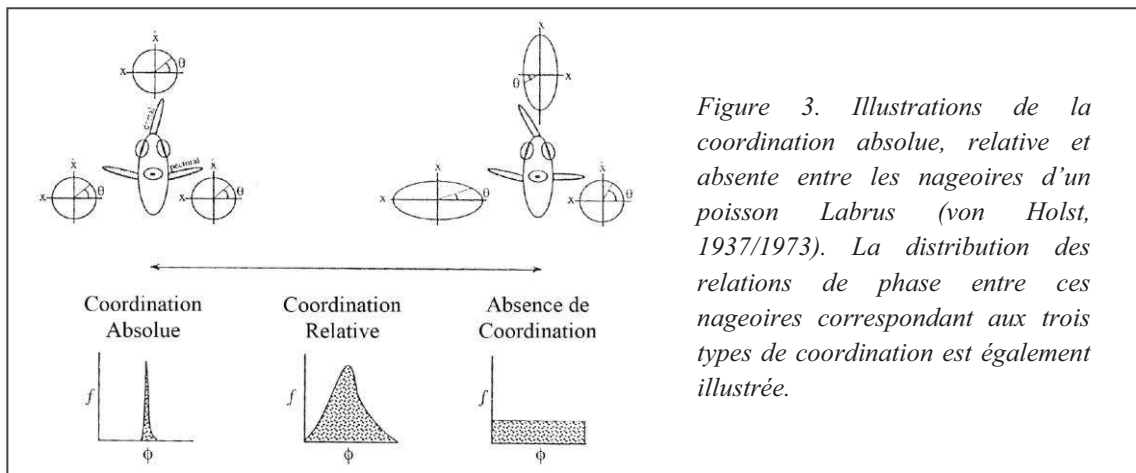 ẋ
x
θ
ẋ
x
θ
dorsal
pectoral
ẋ
x
θ
ẋ
x
θ
x
θ
x
θ
ẋ
x
θ
Coordination
Absolue
Coordination
Relative
Absence de
Coordination
f
f
f
ϕ
ϕ
ϕ
Figure 3. Illustrations de la
coordination absolue, relative et
absente entre les nageoires d’un
poisson Labrus (von Holst,
1937/1973). La distribution des
relations de phase entre ces
nageoires correspondant aux trois
types de coordination est également
illustrée.